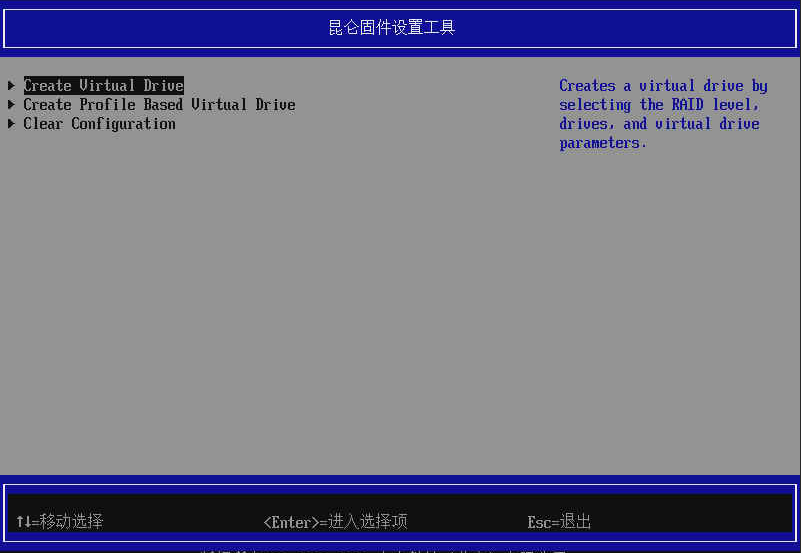 昆仑固件设置工具
Create Virtual Drive
Create Profile Based Virtual Drive
Clear Configuration
Creates a virtual drive by
selecting the RAID level,
drives, and virtual drive
parameters.
↑↓=移动选择 <Enter>=进入选择项 Esc=退出